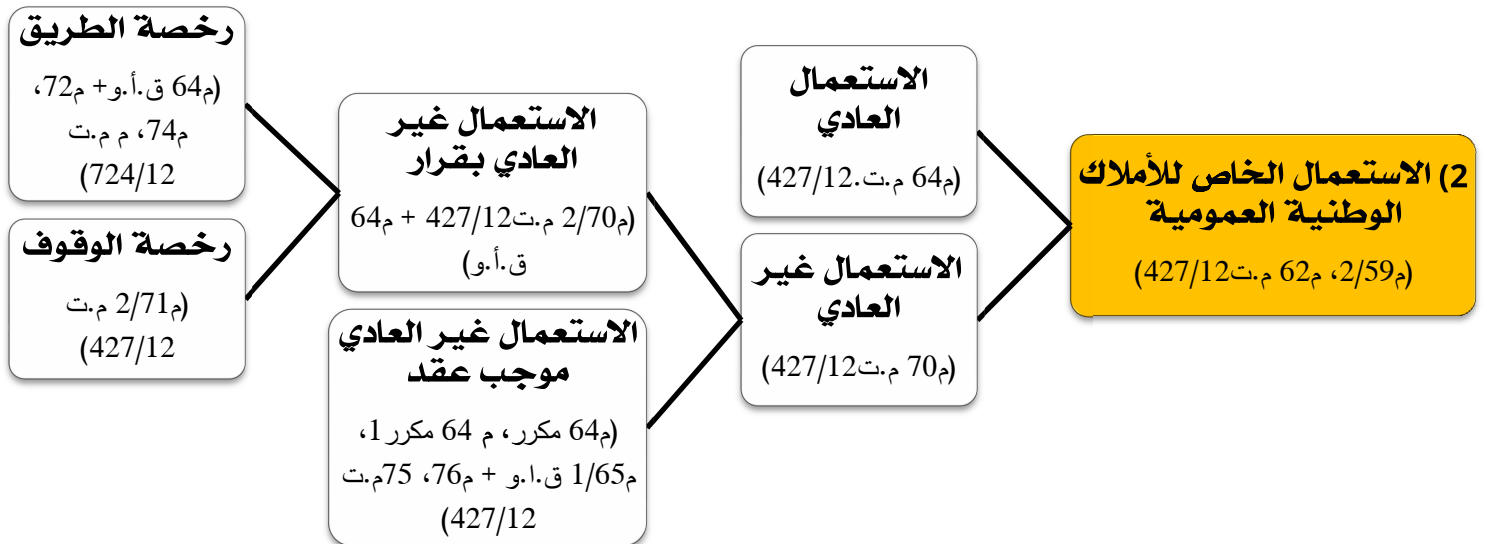 2) الاستعمال الخاص للأملاك
الوطنية العمومية
(م2/59، م62 م.ت427/12)
الاستعمال
العادي
(م64 م.ت.427/12)
الاستعمال غير
العادي
(م70 م.ت427/12)
الاستعمال غير
العادي بقرار
(م2/70 م.ت427/12 + م64
ق.أ.و)
الاستعمال غير العادي
موجب عقد
(م64 مكرر، م 64 مكرر1،
م1/65 ق.ا.و + م76، 75م.ت
427/12)
رخصة الطريق
(م64 ق.أ.و+ م72،
م74، م م.ت
724/12)
رخصة الوقوف
(م2/71 م.ت
427/12)